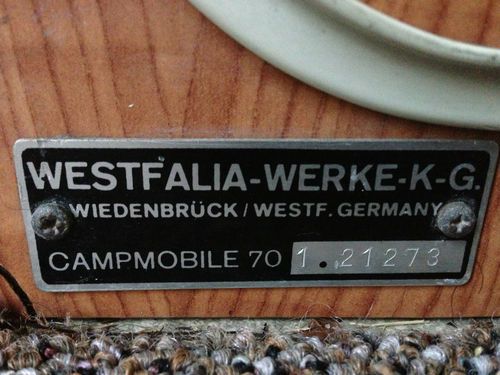 WESTFALIA-WERKE-K-G.
WIEDENBRÜCK/WESTF. GERMANY
CAMPMOBILE 70 1.21273